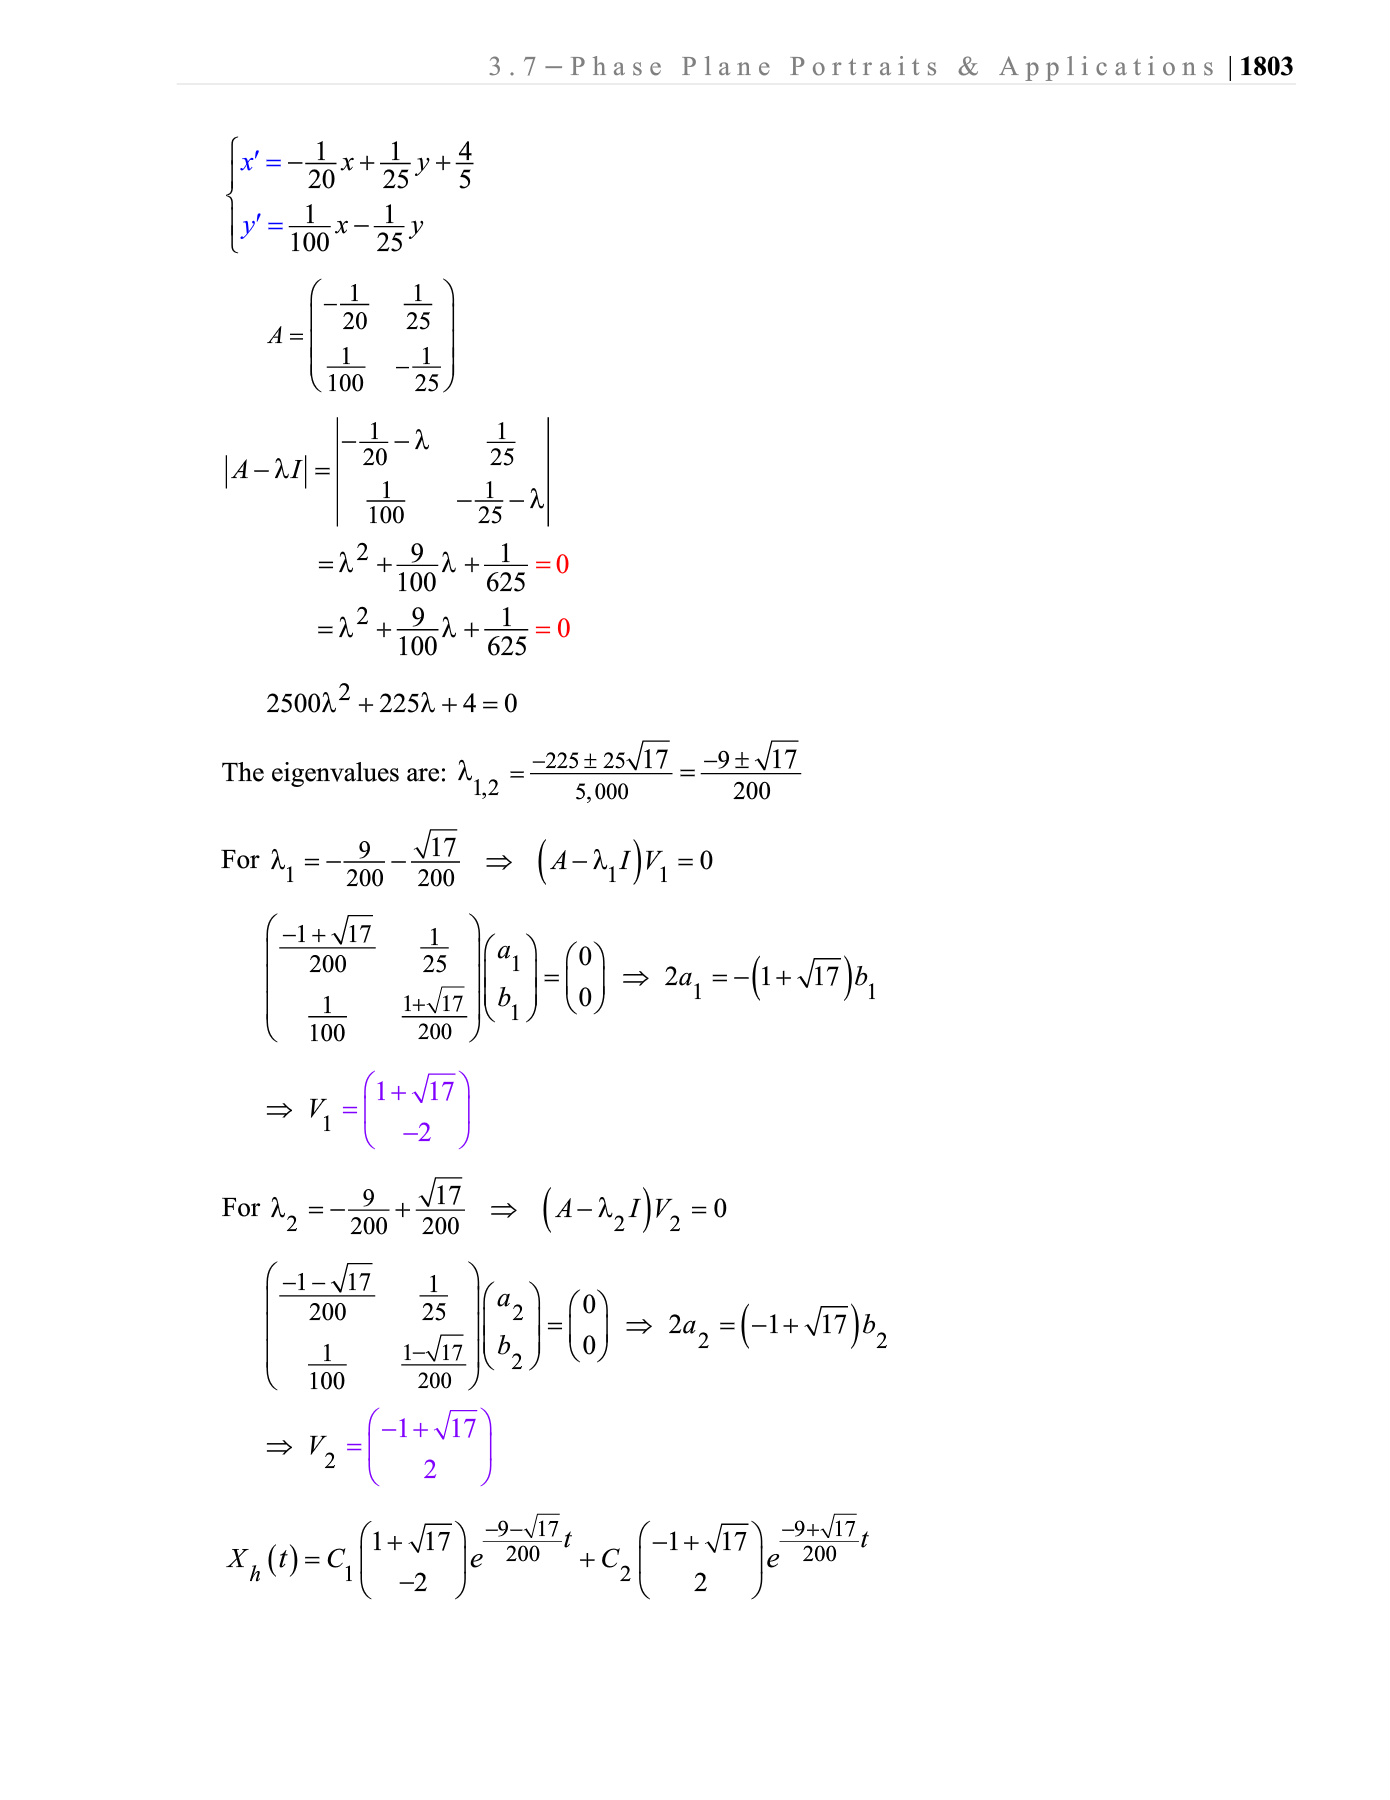 3.7−Phase Plane Portraits & Applications | 1803
{ x′ = −1/20 x + 1/25 y + 4/5
y′ = 1/100 x − 1/25 y
A = ( −1/20 1/25
1/100 −1/25 )
|A − λI| = | −1/20 − λ 1/25
1/100 −1/25 − λ |
= λ² + 9/100 λ + 1/625 = 0
= λ² + 9/100 λ + 1/625 = 0
2500λ² + 225λ + 4 = 0
The eigenvalues are: λ₁,₂ = (−225 ± 25√17)/5,000 = (−9 ± √17)/200
For λ₁ = −9/200 − √17/200 ⇒ (A − λ₁I)V₁ = 0
( (−1+√17)/200 1/25
1/100 (1+√17)/200 ) ( a₁
b₁ ) = ( 0
0 ) ⇒ 2a₁ = −(1+√17)b₁
⇒ V₁ = ( 1+√17
−2 )
For λ₂ = −9/200 + √17/200 ⇒ (A − λ₂I)V₂ = 0
( (−1−√17)/200 1/25
1/100 (1−√17)/200 ) ( a₂
b₂ ) = ( 0
0 ) ⇒ 2a₂ = (−1+√17)b₂
⇒ V₂ = ( −1+√17
2 )
X_h(t) = C₁ ( 1+√17
−2 ) e^((−9−√17)/200 t) + C₂ ( −1+√17
2 ) e^((−9+√17)/200 t)